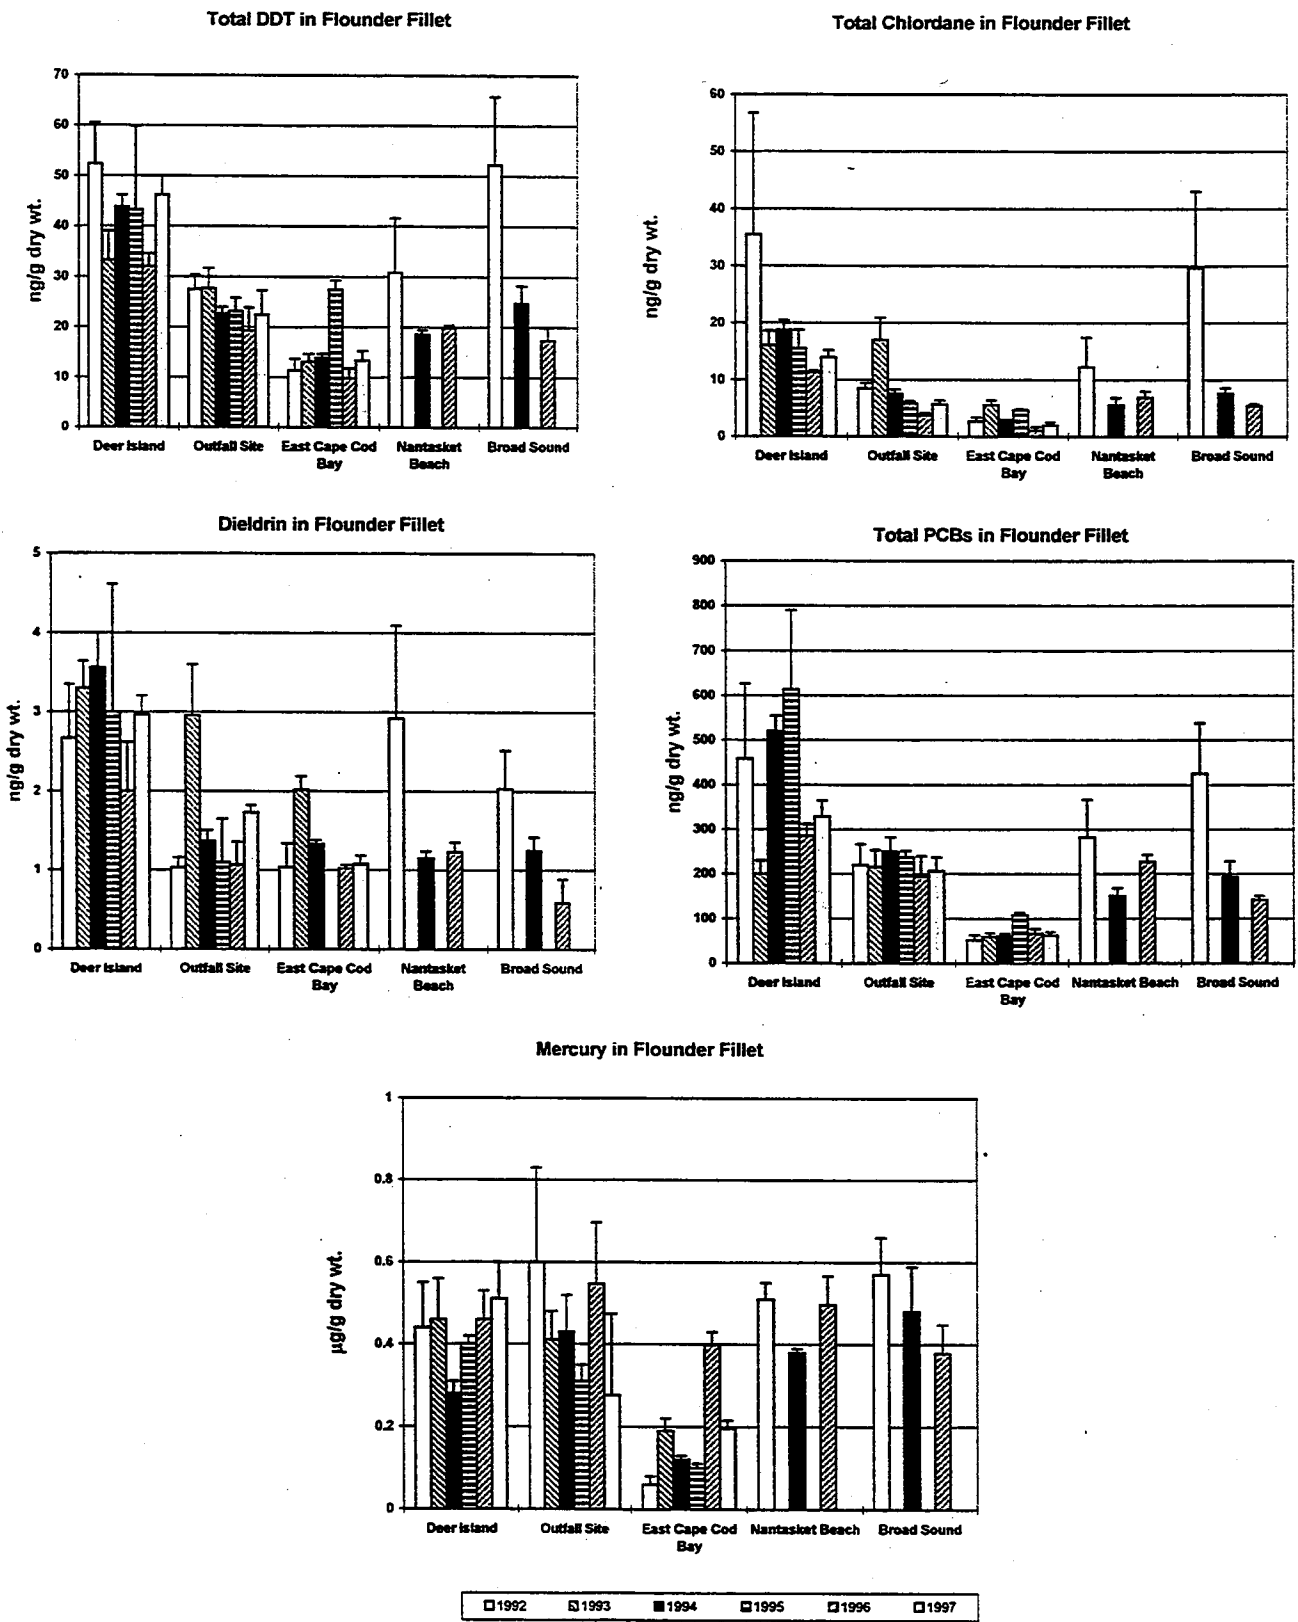 Total DDT in Flounder Fillet
70
60
50
40
30
20
10
0
ng/g dry wt.
Deer Island Outfall Site East Cape Cod Nantasket Broad Sound
Bay Beach
Total Chlordane in Flounder Fillet
60
50
40
30
20
10
0
ng/g dry wt.
Deer Island Outfall Site East Cape Cod Nantasket Broad Sound
Bay Beach
Dieldrin in Flounder Fillet
5
4
3
2
1
0
ng/g dry wt.
Deer Island Outfall Site East Cape Cod Nantasket Broad Sound
Bay Beach
Total PCBs in Flounder Fillet
900
800
700
600
500
400
300
200
100
0
ng/g dry wt.
Deer Island Outfall Site East Cape Cod Nantasket Beach Broad Sound
Bay
Mercury in Flounder Fillet
1
0.8
0.6
0.4
0.2
0
µg/g dry wt.
Deer Island Outfall Site East Cape Cod Nantasket Beach Broad Sound
Bay
1992 1993 1994 1995 1996 1997